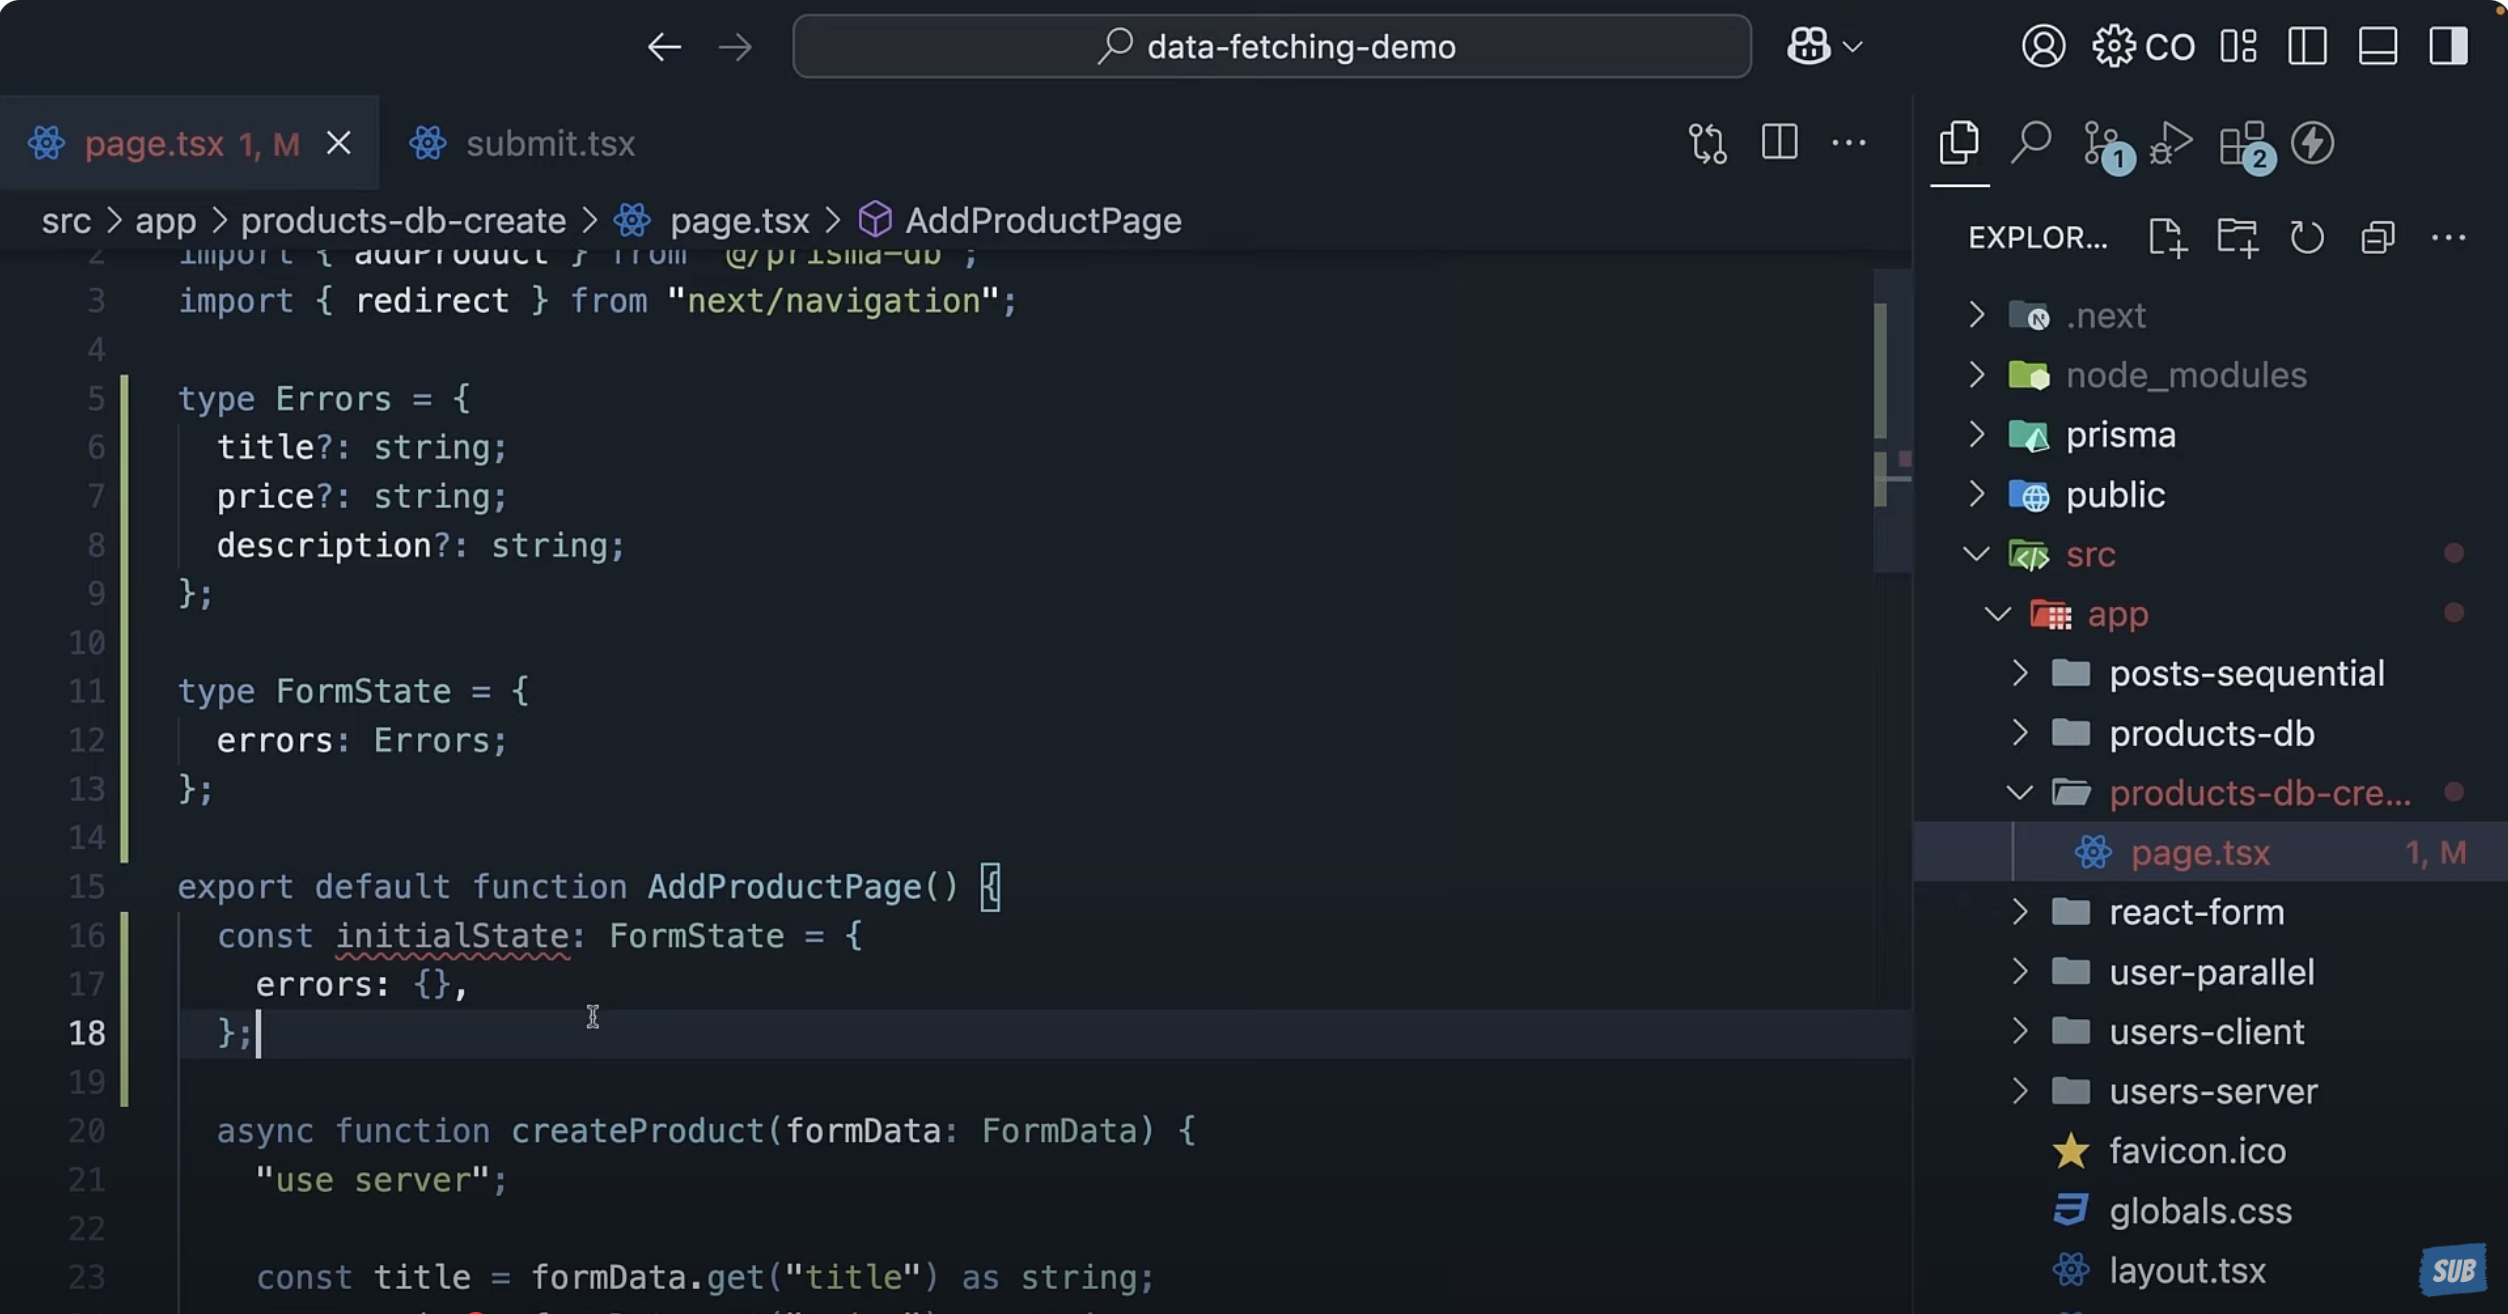 data-fetching-demo
CO
page.tsx 1, M
submit.tsx
1
2
src > app > products-db-create > page.tsx > AddProductPage
EXPLOR...
2 import { addProduct } from "@/prisma-db";
3 import { redirect } from "next/navigation";
4
5 type Errors = {
6 title?: string;
7 price?: string;
8 description?: string;
9 };
10
11 type FormState = {
12 errors: Errors;
13 };
14
15 export default function AddProductPage() {
16 const initialState: FormState = {
17 errors: {},
18 };
19
20 async function createProduct(formData: FormData) {
21 "use server";
22
23 const title = formData.get("title") as string;
.next
node_modules
prisma
public
src
app
posts-sequential
products-db
products-db-cre...
page.tsx 1, M
react-form
user-parallel
users-client
users-server
favicon.ico
globals.css
layout.tsx
SUB